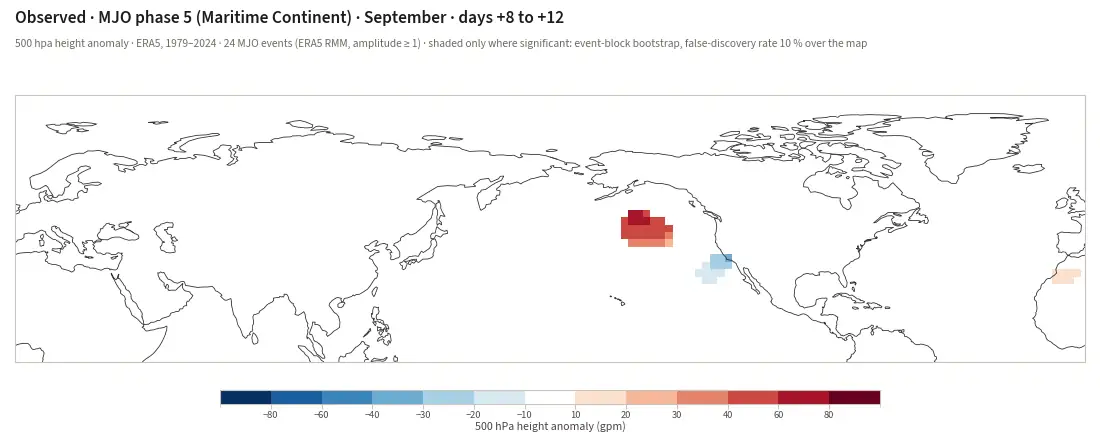 Observed · MJO phase 5 (Maritime Continent) · September · days +8 to +12
500 hpa height anomaly · ERA5, 1979–2024 · 24 MJO events (ERA5 RMM, amplitude ≥ 1) · shaded only where significant: event-block bootstrap, false-discovery rate 10 % over the map
−80 −60 −40 −30 −20 −10 10 20 30 40 60 80
500 hPa height anomaly (gpm)